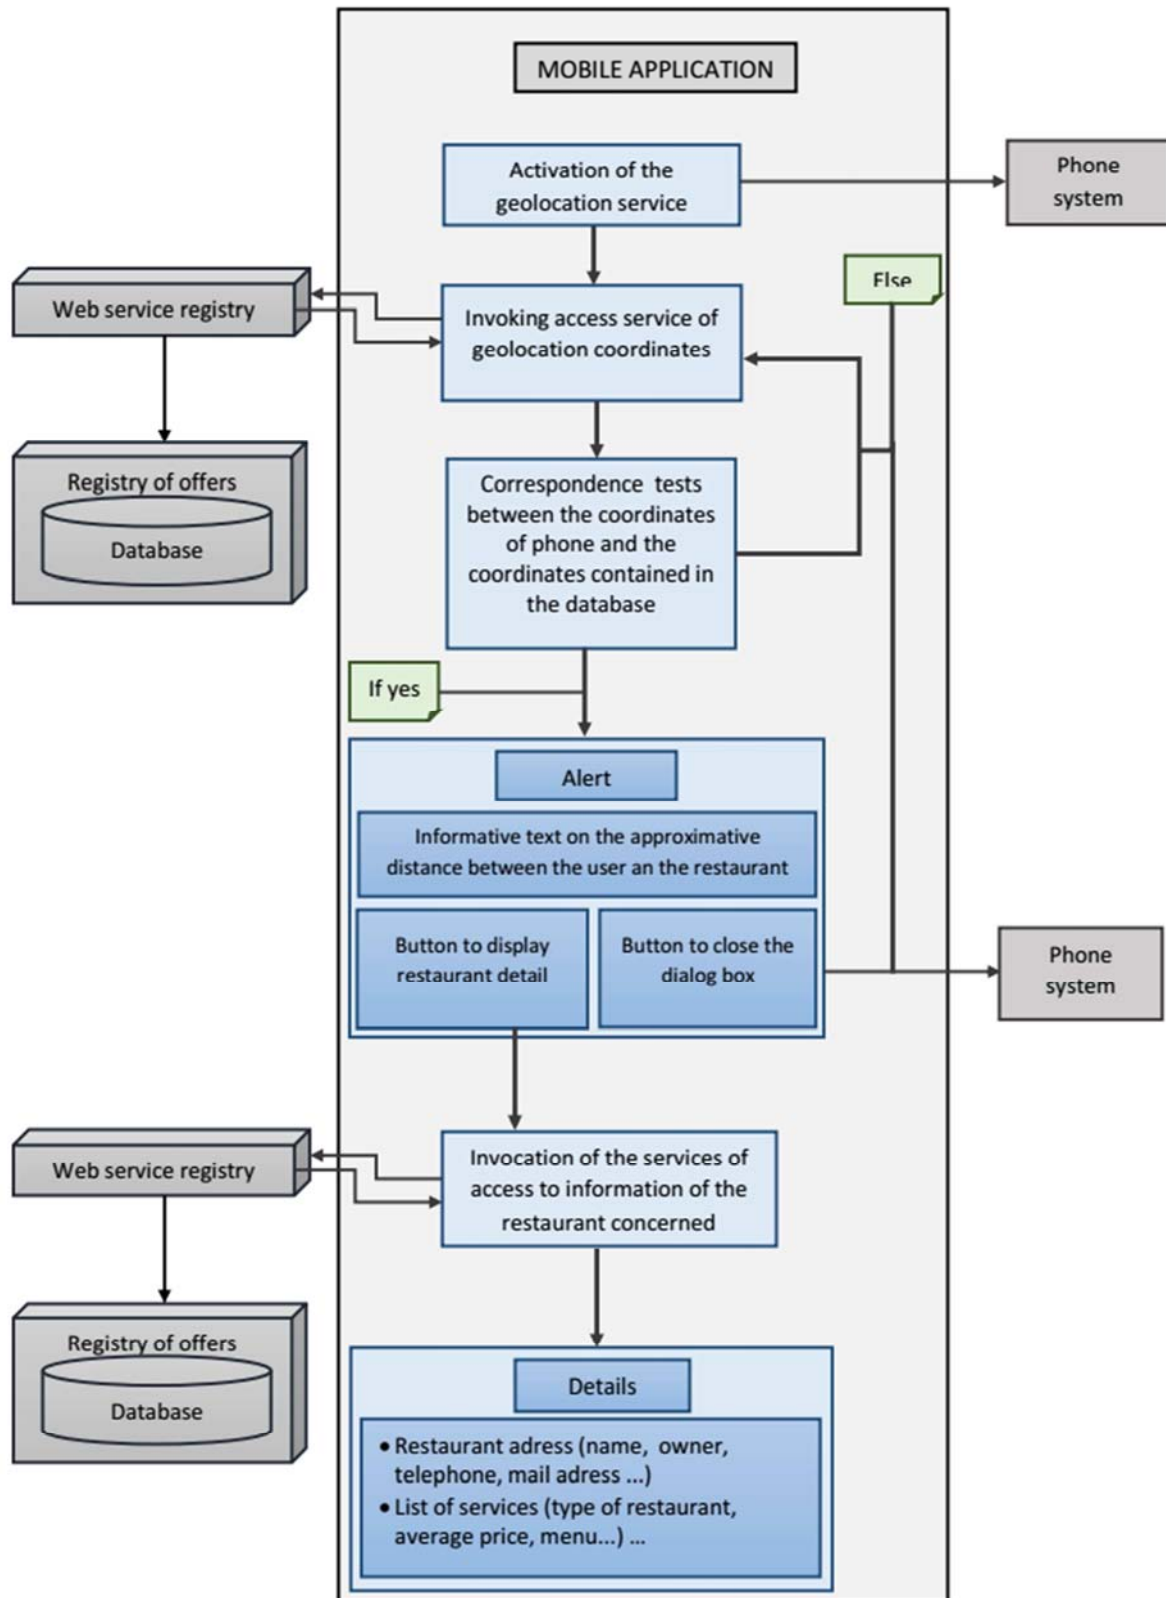 MOBILE APPLICATION
Activation of the
geolocation service
Phone
system
Else
Web service registry
Invoking access service of
geolocation coordinates
Registry of offers
Database
Correspondence tests
between the coordinates
of phone and the
coordinates contained in
the database
If yes
Alert
Informative text on the approximative
distance between the user an the restaurant
Button to display
restaurant detail
Button to close the
dialog box
Phone
system
Web service registry
Invocation of the services of
access to information of the
restaurant concerned
Registry of offers
Database
Details
• Restaurant adress (name, owner,
telephone, mail adress ...)
• List of services (type of restaurant,
average price, menu...) ...